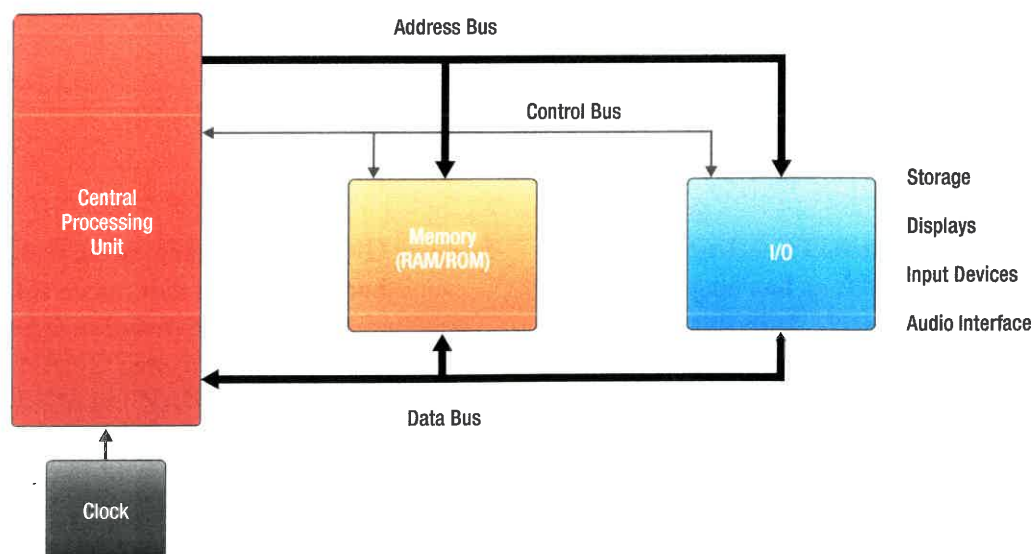 Address Bus
Control Bus
Central
Processing
Unit
Memory
(RAM/ROM)
I/O
Storage
Displays
Input Devices
Audio Interface
Data Bus
Clock